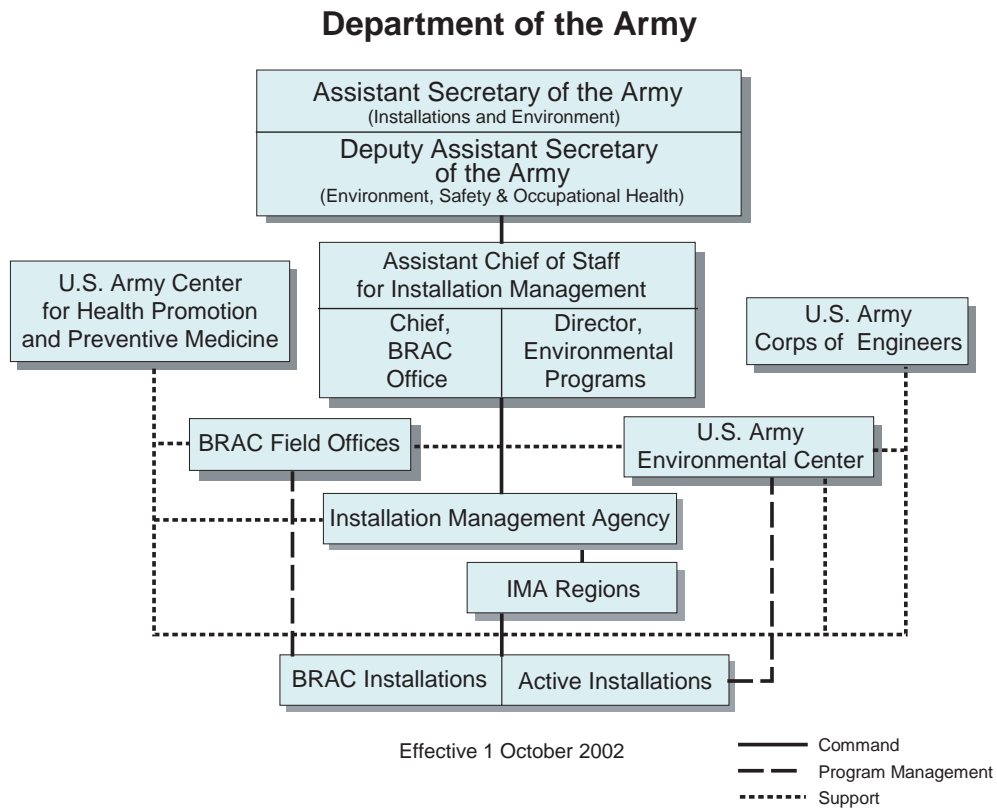 Department of the Army
Assistant Secretary of the Army
(Installations and Environment)
Deputy Assistant Secretary
of the Army
(Environment, Safety & Occupational Health)
U.S. Army Center
for Health Promotion
and Preventive Medicine
Assistant Chief of Staff
for Installation Management
Chief,
BRAC
Office
Director,
Environmental
Programs
U.S. Army
Corps of Engineers
BRAC Field Offices
U.S. Army
Environmental Center
Installation Management Agency
IMA Regions
BRAC Installations
Active Installations
Effective 1 October 2002
Command
Program Management
Support